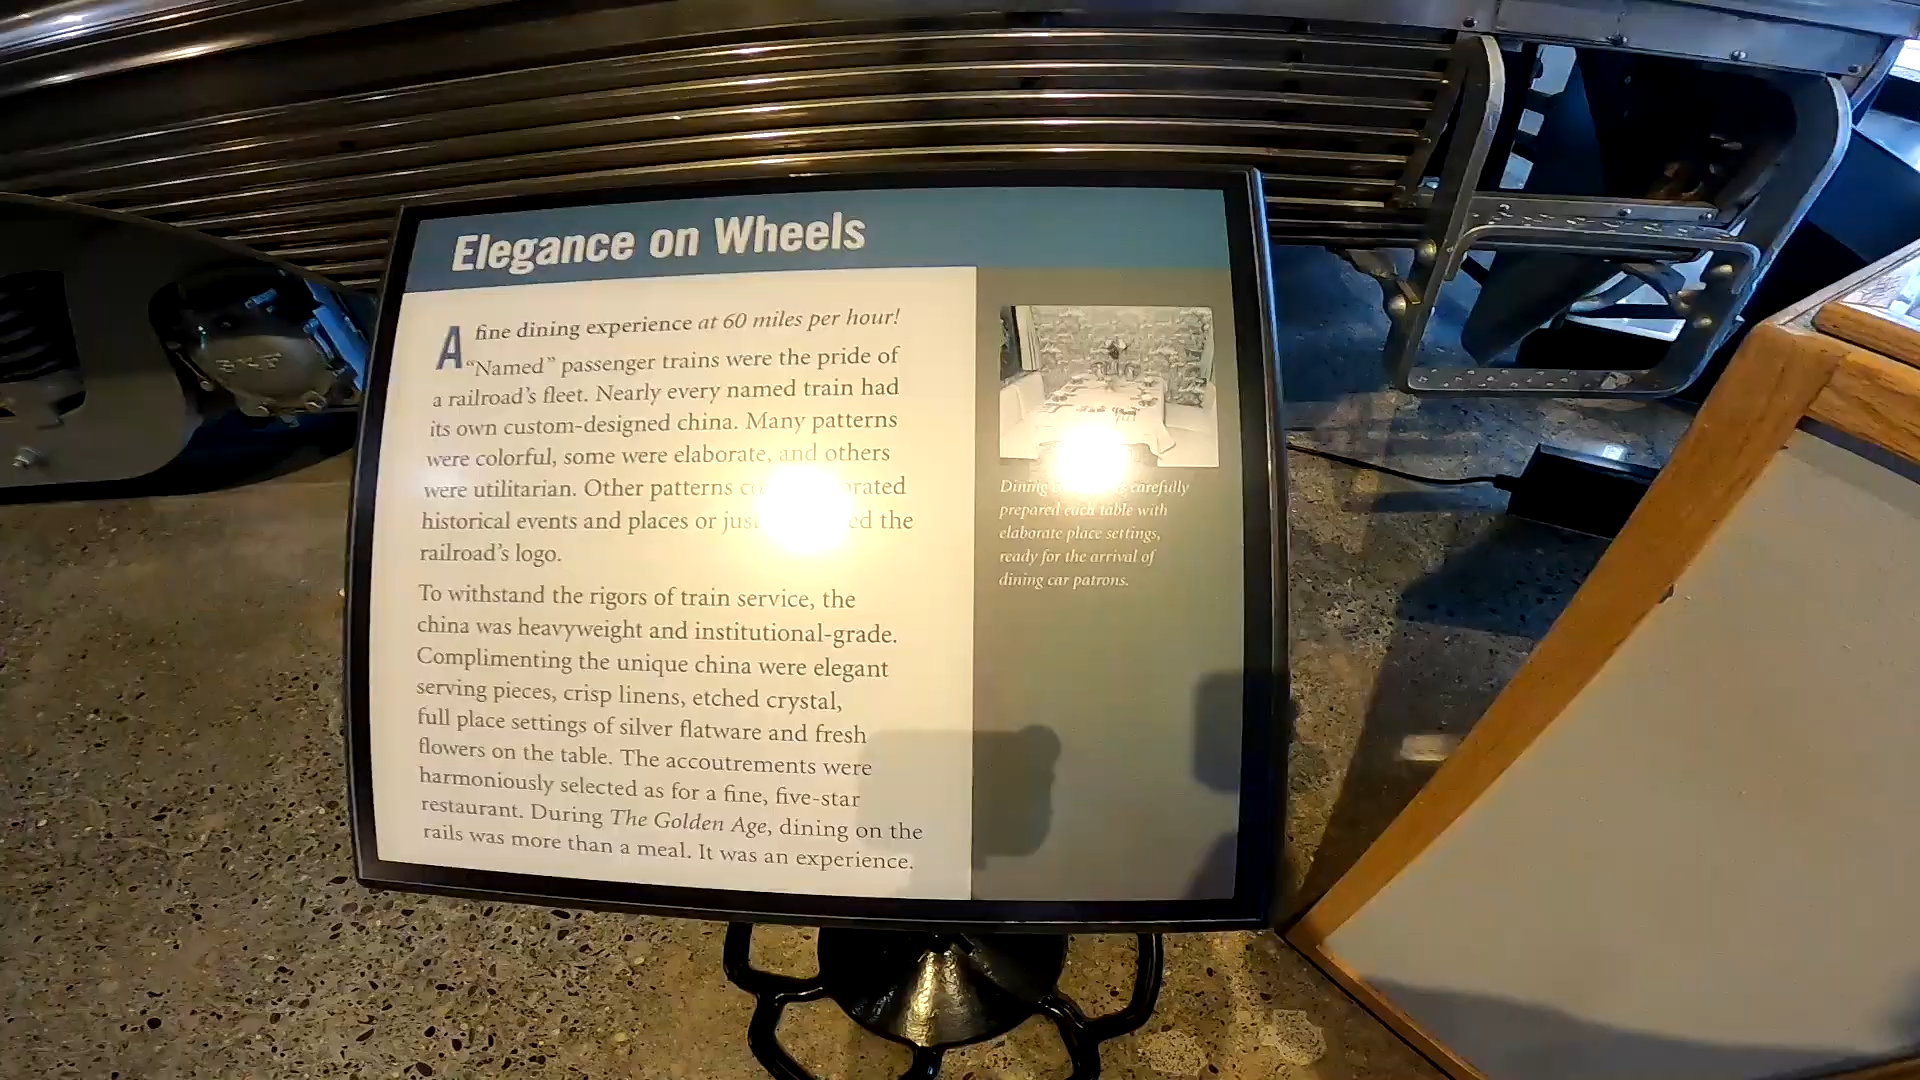 Elegance on Wheels
A fine dining experience at 60 miles per hour!
“Named” passenger trains were the pride of
a railroad’s fleet. Nearly every named train had
its own custom-designed china. Many patterns
were colorful, some were elaborate, and others
were utilitarian. Other patterns
historical events and places or the
railroad’s logo.
To withstand the rigors of train service, the
china was heavyweight and institutional-grade.
Complimenting the unique china were elegant
serving pieces, crisp linens, etched crystal,
full place settings of silver flatware and fresh
flowers on the table. The accoutrements were
harmoniously selected as for a fine, five-star
restaurant. During The Golden Age, dining on the
rails was more than a meal. It was an experience.
Dining carefully
prepared each table with
elaborate place settings,
ready for the arrival of
dining car patrons.